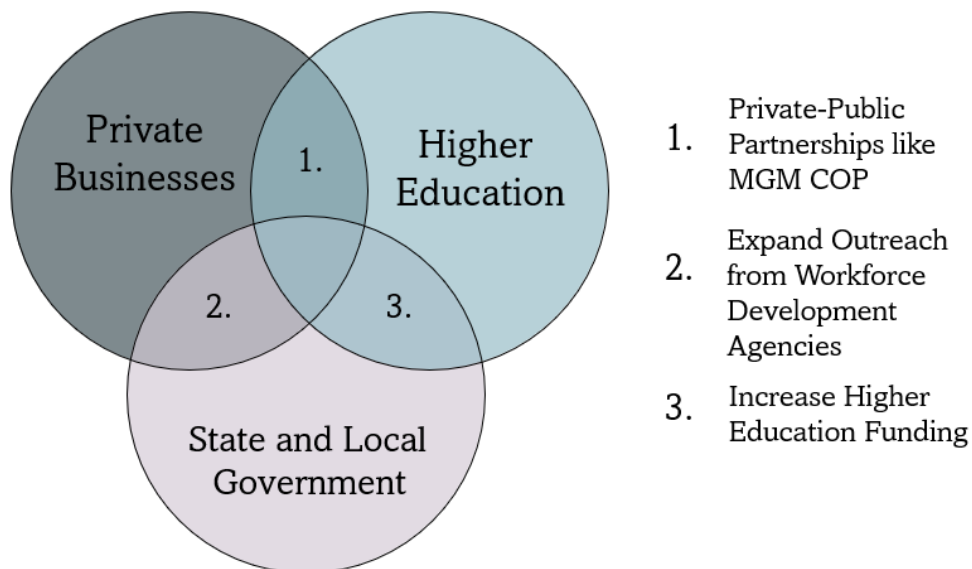 Private
Businesses
Higher
Education
State and Local
Government
1.
2.
3.
1.
Private-Public
Partnerships like
MGM COP
2.
Expand Outreach
from Workforce
Development
Agencies
3.
Increase Higher
Education Funding